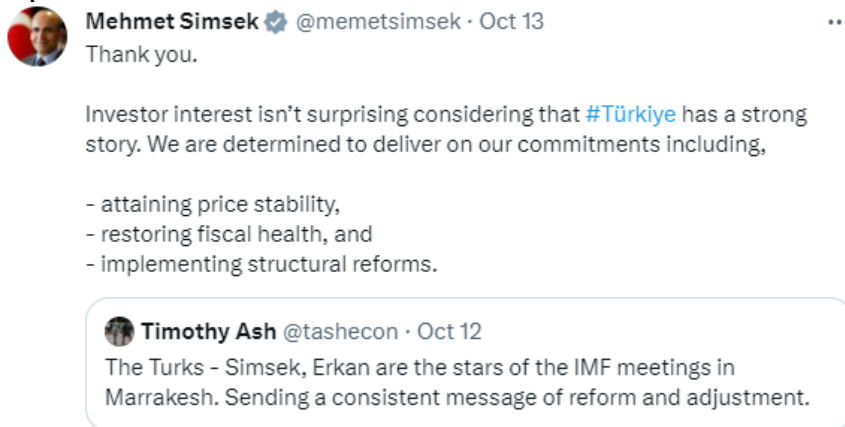 Mehmet Simsek @memetsimsek · Oct 13
Thank you.
Investor interest isn't surprising considering that #Türkiye has a strong
story. We are determined to deliver on our commitments including,
- attaining price stability,
- restoring fiscal health, and
- implementing structural reforms.
Timothy Ash @tashecon · Oct 12
The Turks - Simsek, Erkan are the stars of the IMF meetings in
Marrakesh. Sending a consistent message of reform and adjustment.